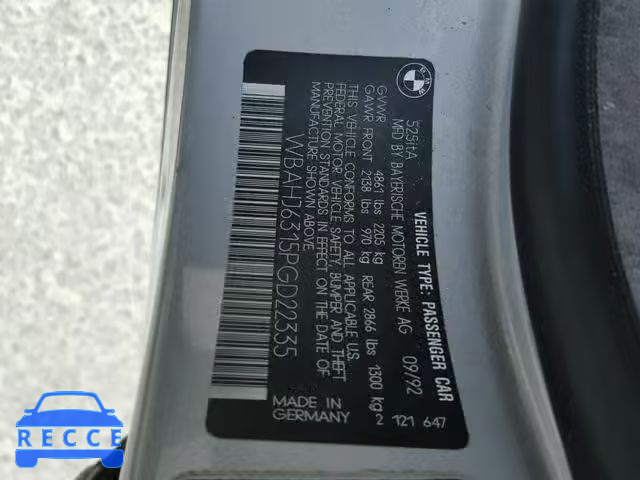 BMW
525itA VEHICLE TYPE: PASSENGER CAR
MFD BY BAYERISCHE MOTOREN WERKE AG 09/92
GVWR 4861 lbs 2205 kg
GAWR FRONT 2138 lbs 970 kg REAR 2866 lbs 1300 kg
2 121 647
THIS VEHICLE CONFORMS TO ALL APPLICABLE U.S.
FEDERAL MOTOR VEHICLE SAFETY, BUMPER AND THEFT
PREVENTION STANDARDS IN EFFECT ON THE DATE OF
MANUFACTURE SHOWN ABOVE.
WBAHJ6315PGD22335
MADE IN
GERMANY
RECCE